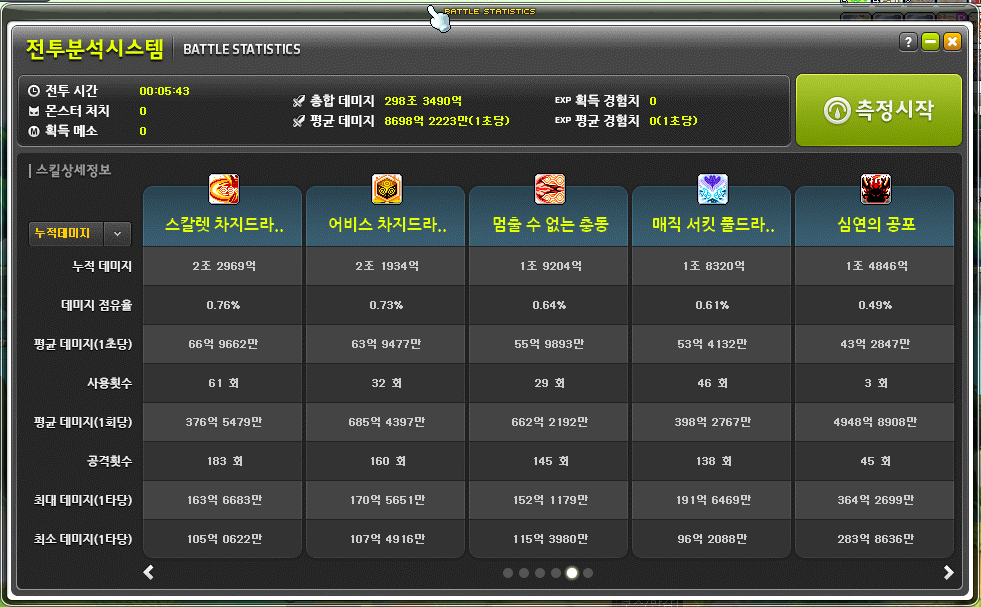 BATTLE STATISTICS
전투분석시스템 BATTLE STATISTICS
?
전투 시간 00:05:43
몬스터 처치 0
획득 메소 0
총합 데미지 298조 3490억
평균 데미지 8698억 2223만(1초당)
EXP 획득 경험치 0
EXP 평균 경험치 0(1초당)
측정시작
스킬상세정보
스칼렛 차지드라.. 어비스 차지드라.. 멈출 수 없는 충동 매직 서킷 풀드라.. 심연의 공포
누적데미지
누적 데미지 2조 2969억 2조 1934억 1조 9204억 1조 8320억 1조 4846억
데미지 점유율 0.76% 0.73% 0.64% 0.61% 0.49%
평균 데미지(1초당) 66억 9662만 63억 9477만 55억 9893만 53억 4132만 43억 2847만
사용횟수 61 회 32 회 29 회 46 회 3 회
평균 데미지(1회당) 376억 5479만 685억 4397만 662억 2192만 398억 2767만 4948억 8908만
공격횟수 183 회 160 회 145 회 138 회 45 회
최대 데미지(1타당) 163억 6683만 170억 5651만 152억 1179만 191억 6469만 364억 2699만
최소 데미지(1타당) 105억 0622만 107억 4916만 115억 3980만 96억 2088만 283억 8636만